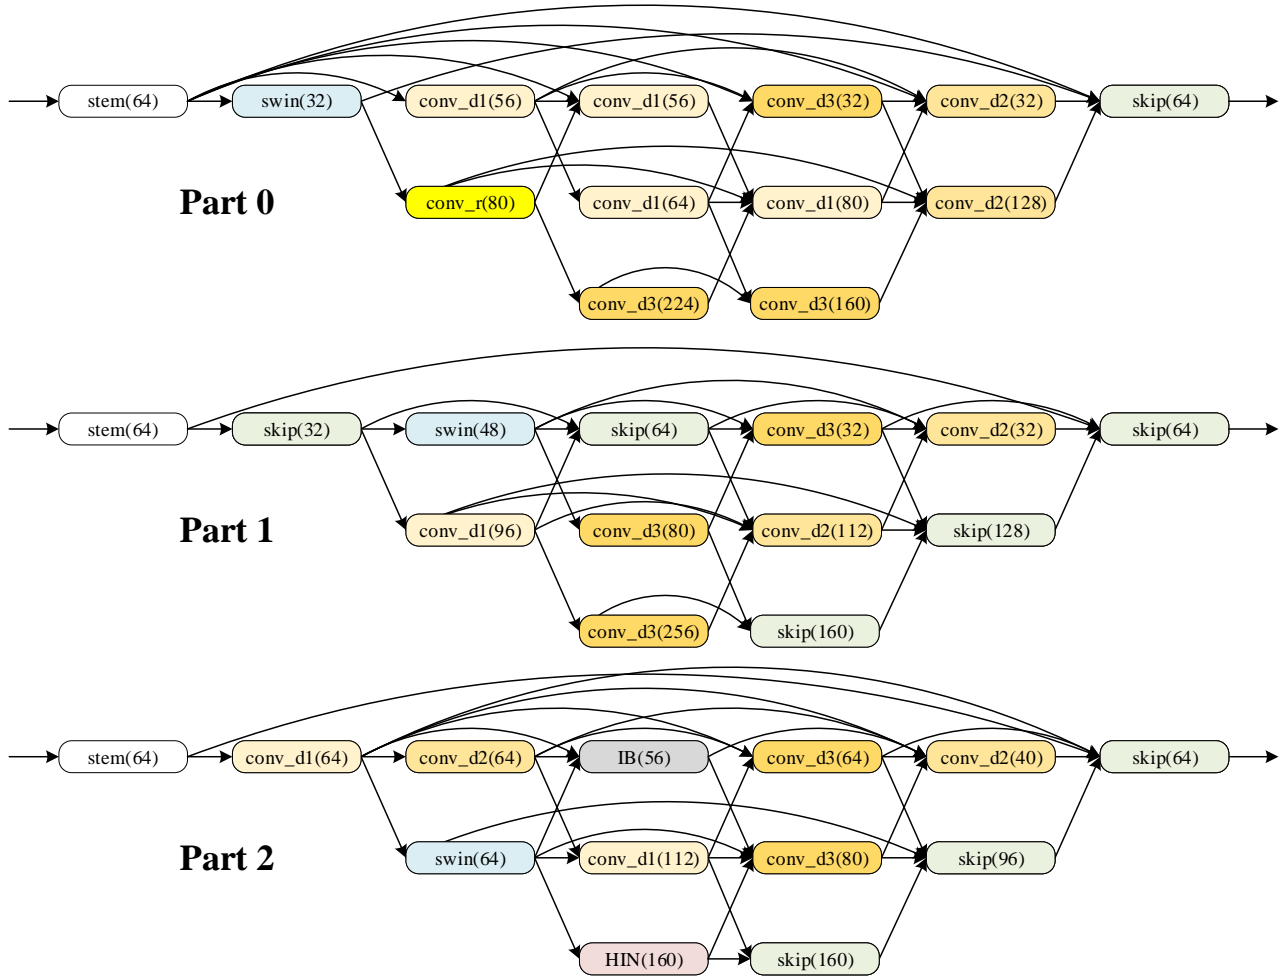 stem(64) swin(32) conv_d1(56) conv_d1(56) conv_d3(32) conv_d2(32) skip(64)
Part 0 conv_r(80) conv_d1(64) conv_d1(80) conv_d2(128)
conv_d3(224) conv_d3(160)
stem(64) skip(32) swin(48) skip(64) conv_d3(32) conv_d2(32) skip(64)
Part 1 conv_d1(96) conv_d3(80) conv_d2(112) skip(128)
conv_d3(256) skip(160)
stem(64) conv_d1(64) conv_d2(64) IB(56) conv_d3(64) conv_d2(40) skip(64)
Part 2 swin(64) conv_d1(112) conv_d3(80) skip(96)
HIN(160) skip(160)